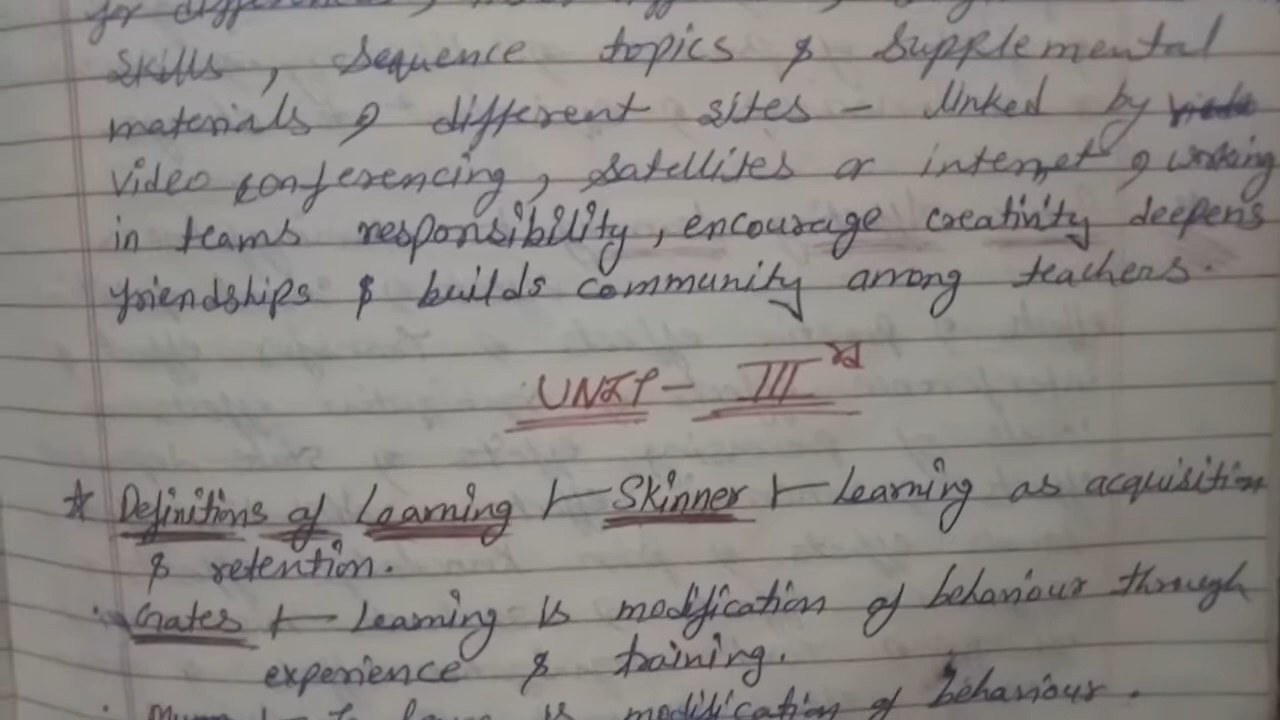 for
skills, sequence topics & supplemental
materials, different sites - linked by
video conferencing, satellites or internet, working
in teams responsibility, encourage creativity deepens
friendships & builds community among teachers.
UNIT - III rd
* Definitions of Learning :- Skinner :- Learning as acquisition
& retention.
. Gates :- Learning is modification of behaviour through
experience & training.
is modification of behaviour.